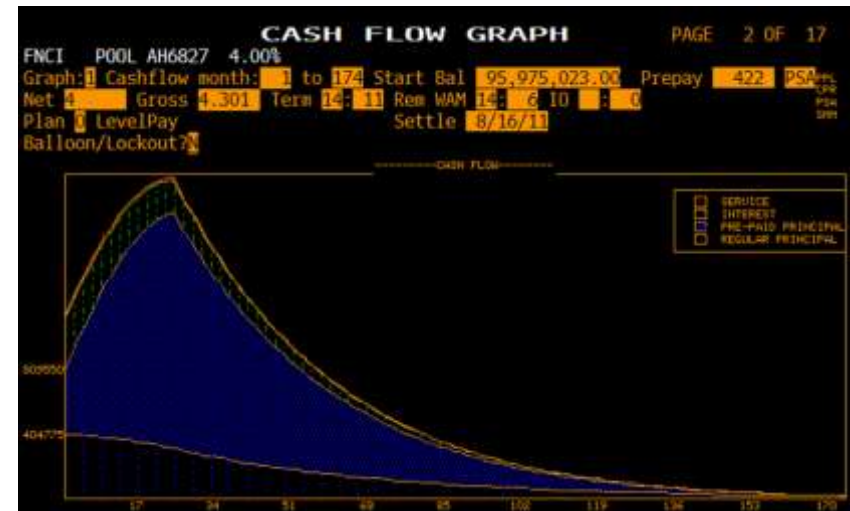 CASH FLOW GRAPH PAGE 2 OF 17
FNCI POOL AH6827 4.00%
Graph:1 Cashflow month: 1 to 174 Start Bal 95,975,023.00 Prepay 422 PSA
Net 4 Gross 4.301 Term 14: 11 Rem WAM 14: 6 IO : 0
Plan 0 LevelPay Settle 8/16/11
Balloon/Lockout?N
CASH FLOW
SERVICE
INTEREST
PRE-PAID PRINCIPAL
REGULAR PRINCIPAL
809550
404775
17 34 51 85 102 119 136 153 170